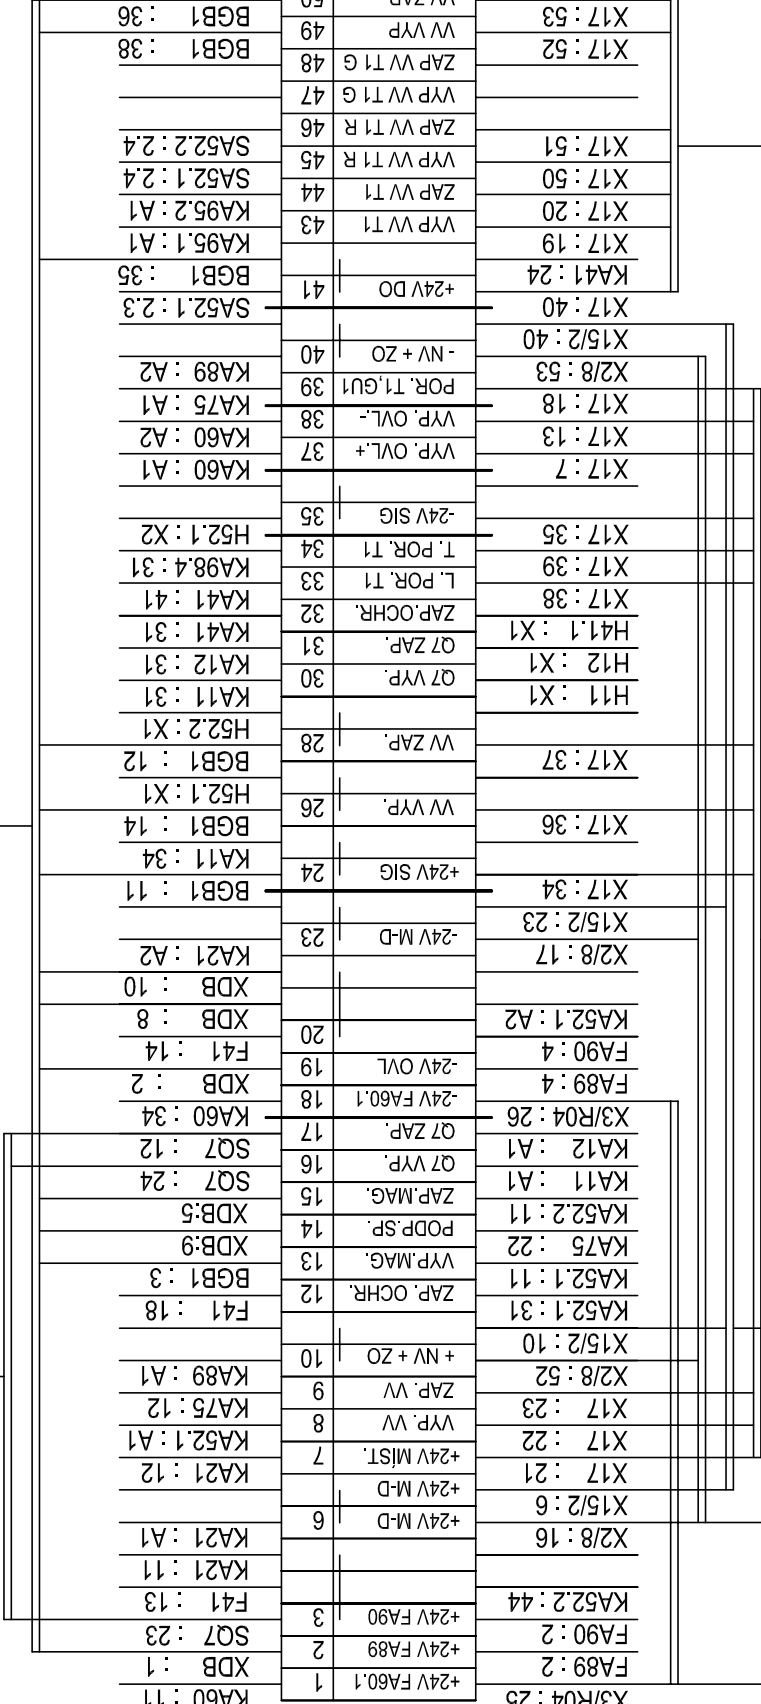 X3/R04:25 +24V FA60.1 1 KA60 : 11
FA89:2 +24V FA89 2 XDB : 1
FA90:2 +24V FA90 3 SQ7 : 23
KA52.2:44 F41 : 13
KA21 : 11
X2/8:16 +24V M-D 6 KA21 : A1
X15/2:6 +24V M-D
X17 : 21 +24V MÍST. 7 KA21 : 12
X17 : 22 VYP. VV 8 KA52.1:A1
X17 : 23 ZAP. VV 9 KA75:12
X2/8:52 + NV + ZO 10 KA89 : A1
X15/2:10
KA52.1:31 ZAP. OCHR. 12 F41 : 18
KA52.1:11 VYP.MAG. 13 BGB1 : 3
KA75 : 22 PODP.SP. 14 XDB:9
KA52.2:11 ZAP.MAG. 15 XDB:5
KA11 : A1 Q7 VYP. 16 SQ7 : 24
KA12 : A1 Q7 ZAP. 17 SQ7 : 12
X3/R04:26 -24V FA60.1 18 KA60 : 34
FA89:4 -24V OVL 19 XDB : 2
FA90:4 20 F41 : 14
KA52.1:A2 XDB : 8
XDB : 10
X2/8:17 -24V M-D 23 KA21 : A2
X15/2:23
X17:34 +24V SIG 24 BGB1 : 11
KA11 : 34
X17:36 VV VYP. 26 BGB1 : 14
H52.1:X1
X17:37 VV ZAP. 28 BGB1 : 12
H52.2:X1
H11 : X1 Q7 VYP. 30 KA11 : 31
H12 : X1 Q7 ZAP. 31 KA12 : 31
H41.1 : X1 ZAP.OCHR. 32 KA41 : 31
X17:38 L. POR. T1 33 KA41 : 41
X17:39 T. POR. T1 34 KA98.4:31
X17:35 -24V SIG 35 H52.1:X2
X17:7 VYP. OVL.+ 37 KA60 : A1
X17:13 VYP. OVL.- 38 KA60 : A2
X17:18 POR. T1,GU1 39 KA75 : A1
X2/8:53 - NV + ZO 40 KA89 : A2
X15/2:40
X17:40 +24V DO 41 SA52.1:2.3
KA41:24 BGB1 :35
X17:19 VYP VV T1 43 KA95.1:A1
X17:20 ZAP VV T1 44 KA95.2:A1
X17:50 VYP VV T1 R 45 SA52.1:2.4
X17:51 ZAP VV T1 R 46 SA52.2:2.4
VYP VV T1 G 47
X17:52 ZAP VV T1 G 48 BGB1 :38
X17:53 VV VYP 49 BGB1 :36
VV ZAP 50